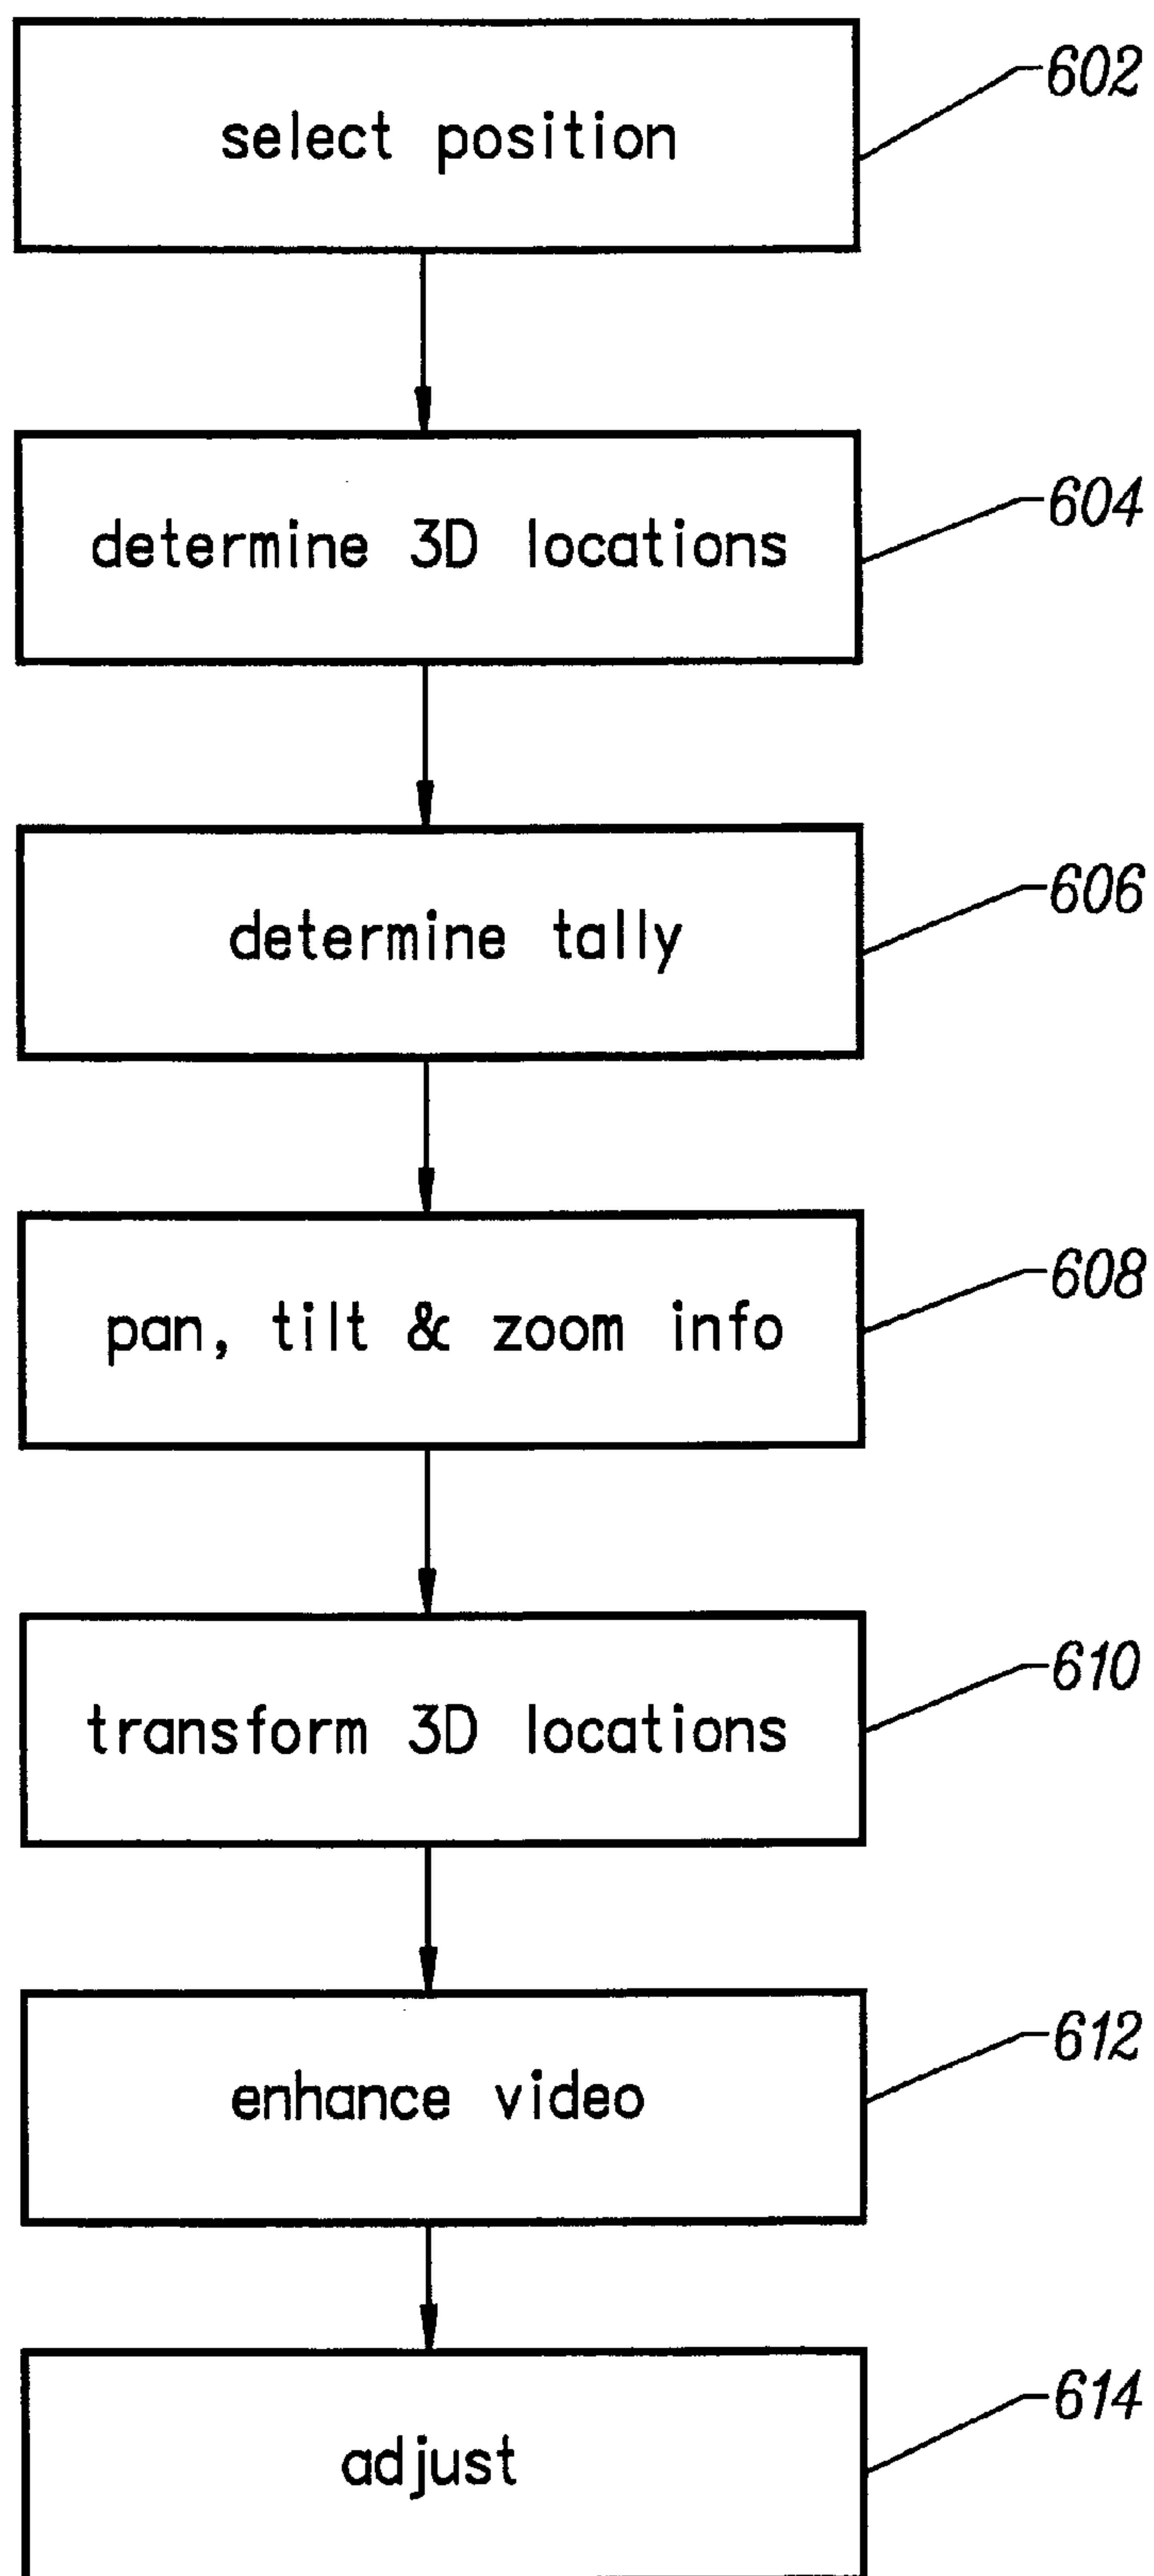 select position
602
determine 3D locations
604
determine tally
606
pan, tilt & zoom info
608
transform 3D locations
610
enhance video
612
adjust
614